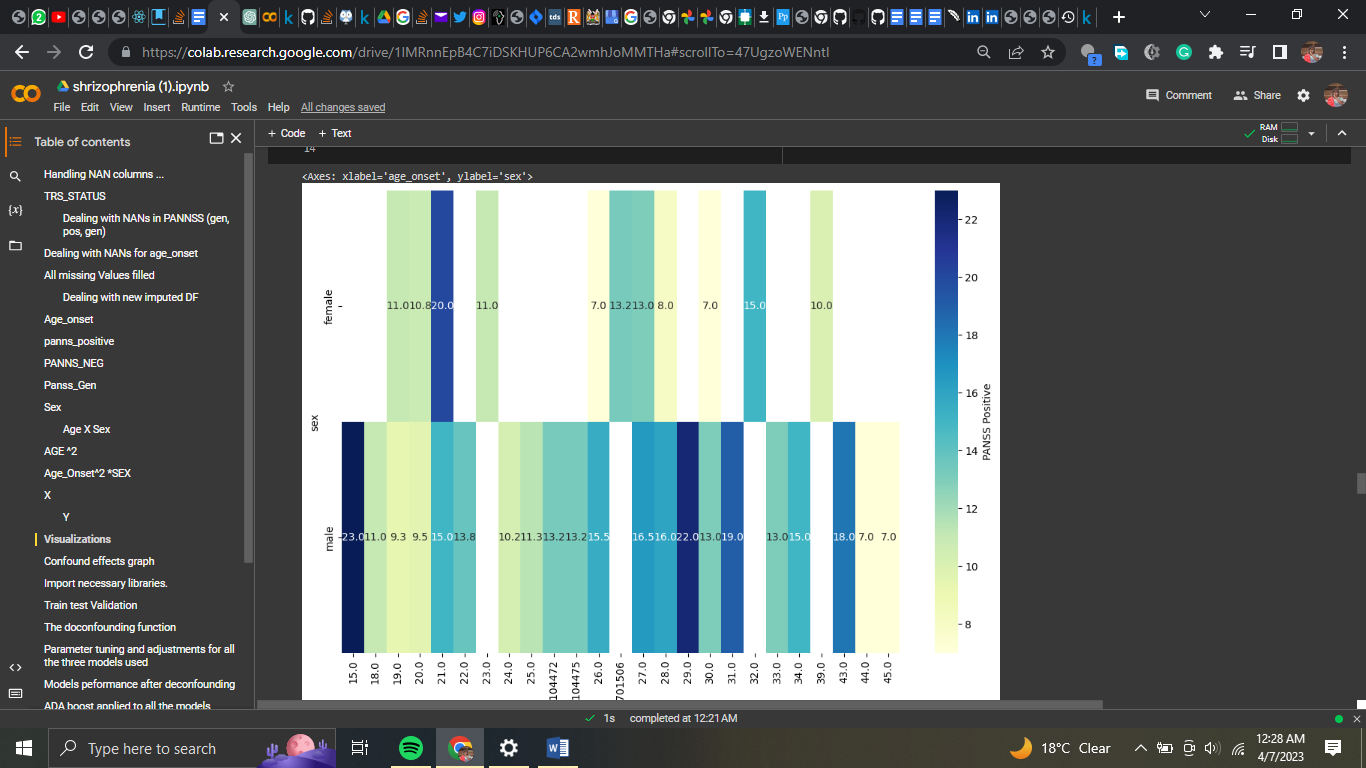 https://colab.research.google.com/drive/1IMRnnEpB4C7iDSKHUP6CA2wmhJoMMTHa#scrollTo=47UgzoWENntI
shrizophrenia (1).ipynb
File Edit View Insert Runtime Tools Help All changes saved
Comment Share
Table of contents
+ Code + Text
RAM
Disk
14
Handling NAN columns ...
TRS_STATUS
Dealing with NANs in PANNSS (gen,
pos, gen)
Dealing with NANs for age_onset
All missing Values filled
Dealing with new imputed DF
Age_onset
panns_positive
PANNS_NEG
Panss_Gen
Sex
Age X Sex
AGE ^2
Age_Onset^2 *SEX
X
Y
Visualizations
Confound effects graph
Import necessary libraries.
Train test Validation
The doconfounding function
Parameter tuning and adjustments for all
the three models used
Models peformance after deconfounding
ADA boost applied to all the models
<Axes: xlabel='age_onset', ylabel='sex'>
female
11.0 10.8 20.0 11.0 7.0 13.2 13.0 8.0 7.0 15.0 10.0
sex
male
23.0 11.0 9.3 9.5 15.0 13.8 10.2 11.3 13.2 13.2 15.5 16.5 16.0 22.0 13.0 19.0 13.0 15.0 18.0 7.0 7.0
15.0 18.0 19.0 20.0 21.0 22.0 23.0 24.0 25.0 104472 104475 26.0 701506 27.0 28.0 29.0 30.0 31.0 32.0 33.0 34.0 39.0 43.0 44.0 45.0
22
20
18
16
14
12
10
8
PANSS Positive
1s completed at 12:21 AM
Type here to search
18°C Clear
12:28 AM
4/7/2023